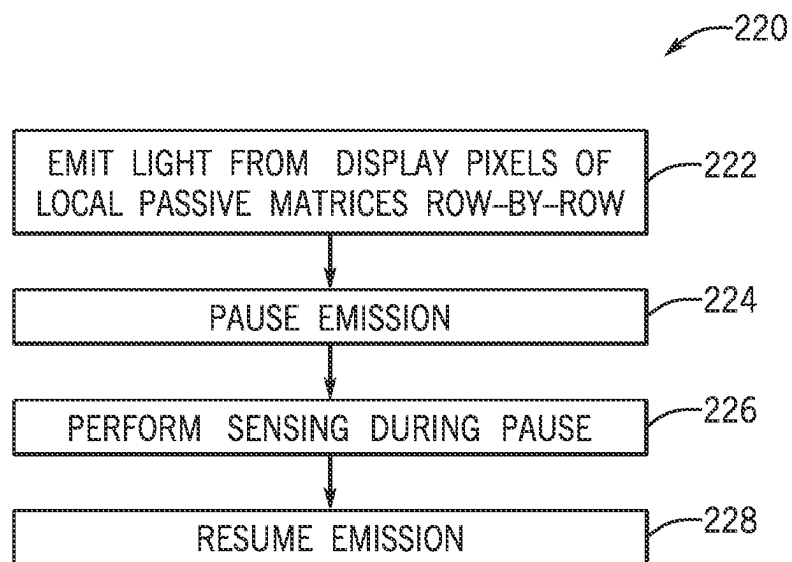 220
EMIT LIGHT FROM DISPLAY PIXELS OF
LOCAL PASSIVE MATRICES ROW-BY-ROW
222
PAUSE EMISSION
224
PERFORM SENSING DURING PAUSE
226
RESUME EMISSION
228